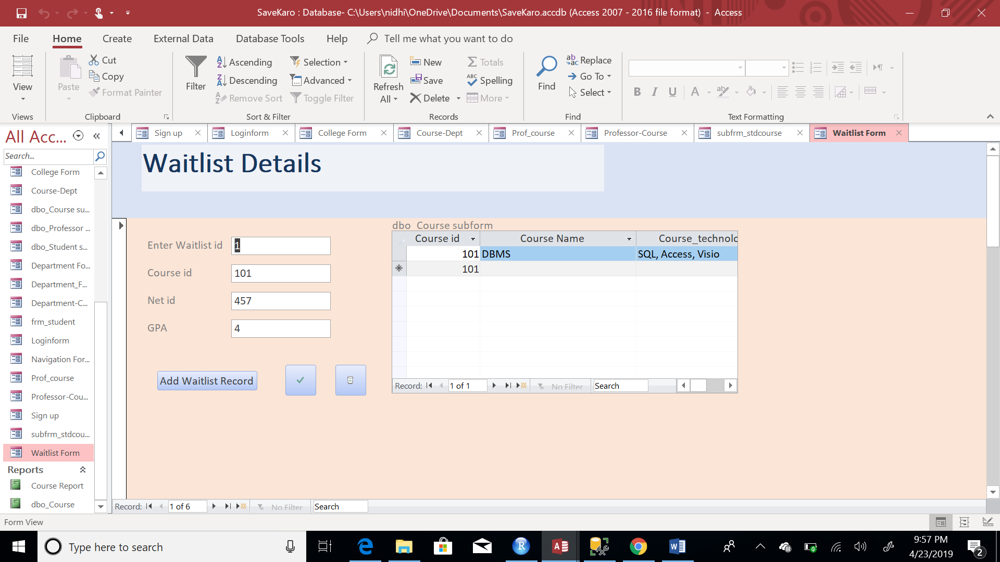 SaveKaro : Database- C:\Users\nidhi\OneDrive\Documents\SaveKaro.accdb (Access 2007 - 2016 file format) - Access
File Home Create External Data Database Tools Help Tell me what you want to do
View
Views
Paste
Cut
Copy
Format Painter
Clipboard
Filter
Ascending
Descending
Remove Sort
Selection
Advanced
Toggle Filter
Sort & Filter
Refresh
All
New
Save
Delete
Totals
Spelling
More
Records
Find
Replace
Go To
Select
Find
B I U A
Text Formatting
All Acc...
Search...
College Form
Course-Dept
dbo_Course su...
dbo_Professor ...
dbo_Student s...
Department Fo...
Department_F...
Department-C...
frm_student
Loginform
Navigation For...
Prof_course
Professor-Cou...
Sign up
subfrm_stdcou...
Waitlist Form
Reports
Course Report
dbo_Course
Sign up Loginform College Form Course-Dept Prof_course Professor-Course subfrm_stdcourse Waitlist Form
Waitlist Details
Enter Waitlist id 1
Course id 101
Net id 457
GPA 4
Add Waitlist Record
dbo_Course subform
Course id Course Name Course_technolo
101 DBMS SQL, Access, Visio
101
Record: 1 of 1 No Filter Search
Record: 1 of 6 No Filter Search
Form View
Type here to search
9:57 PM
4/23/2019
2